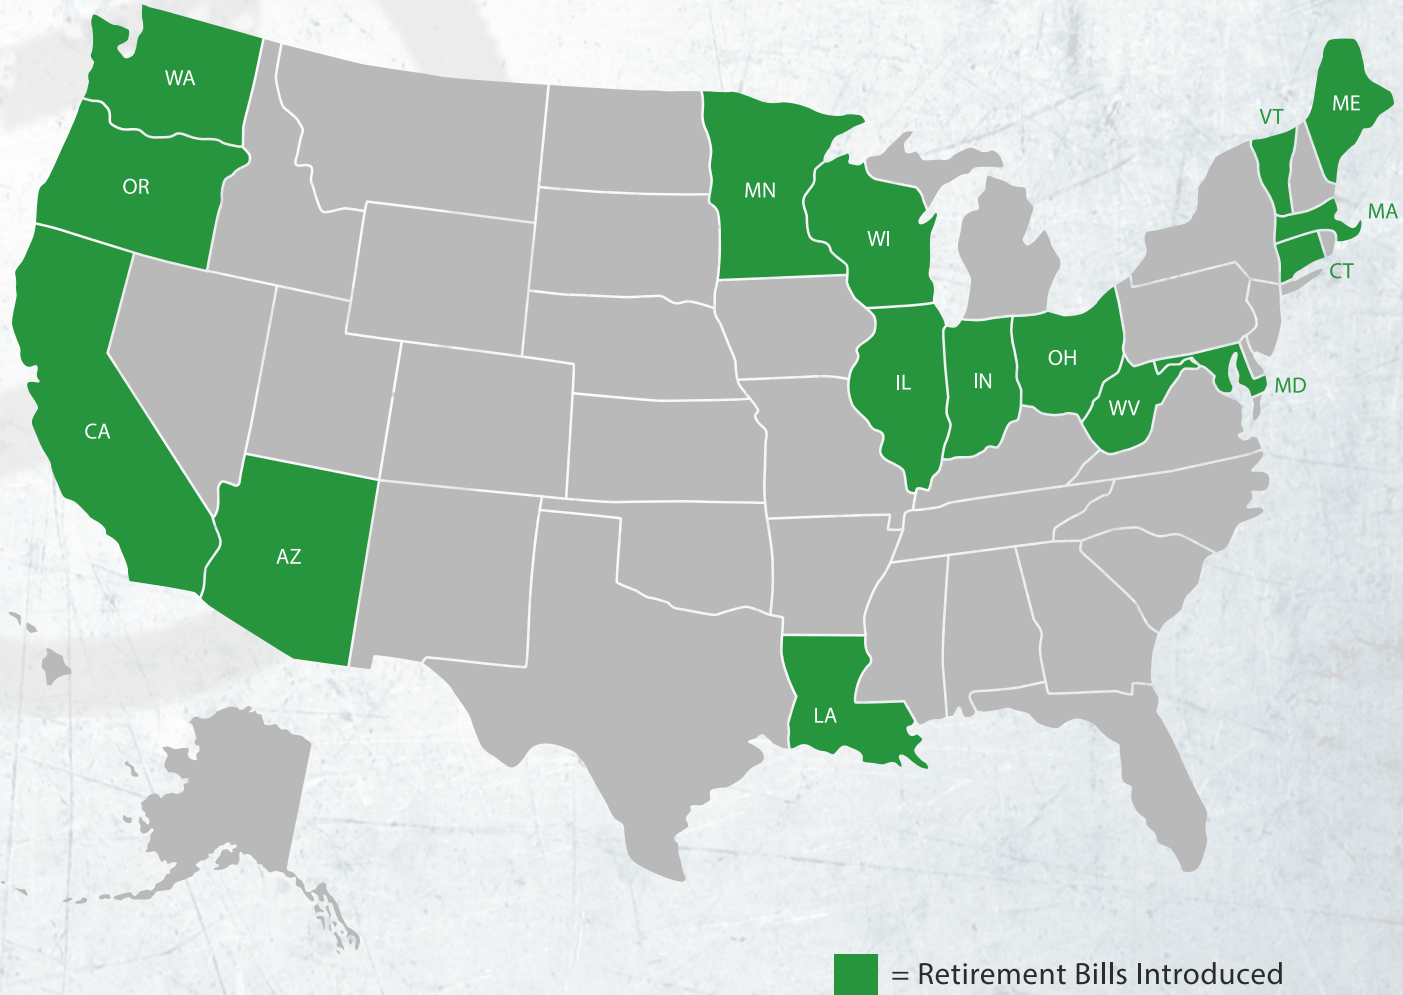 WA
OR
CA
AZ
MN
WI
IL
IN
OH
WV
LA
VT
ME
MA
CT
MD
= Retirement Bills Introduced